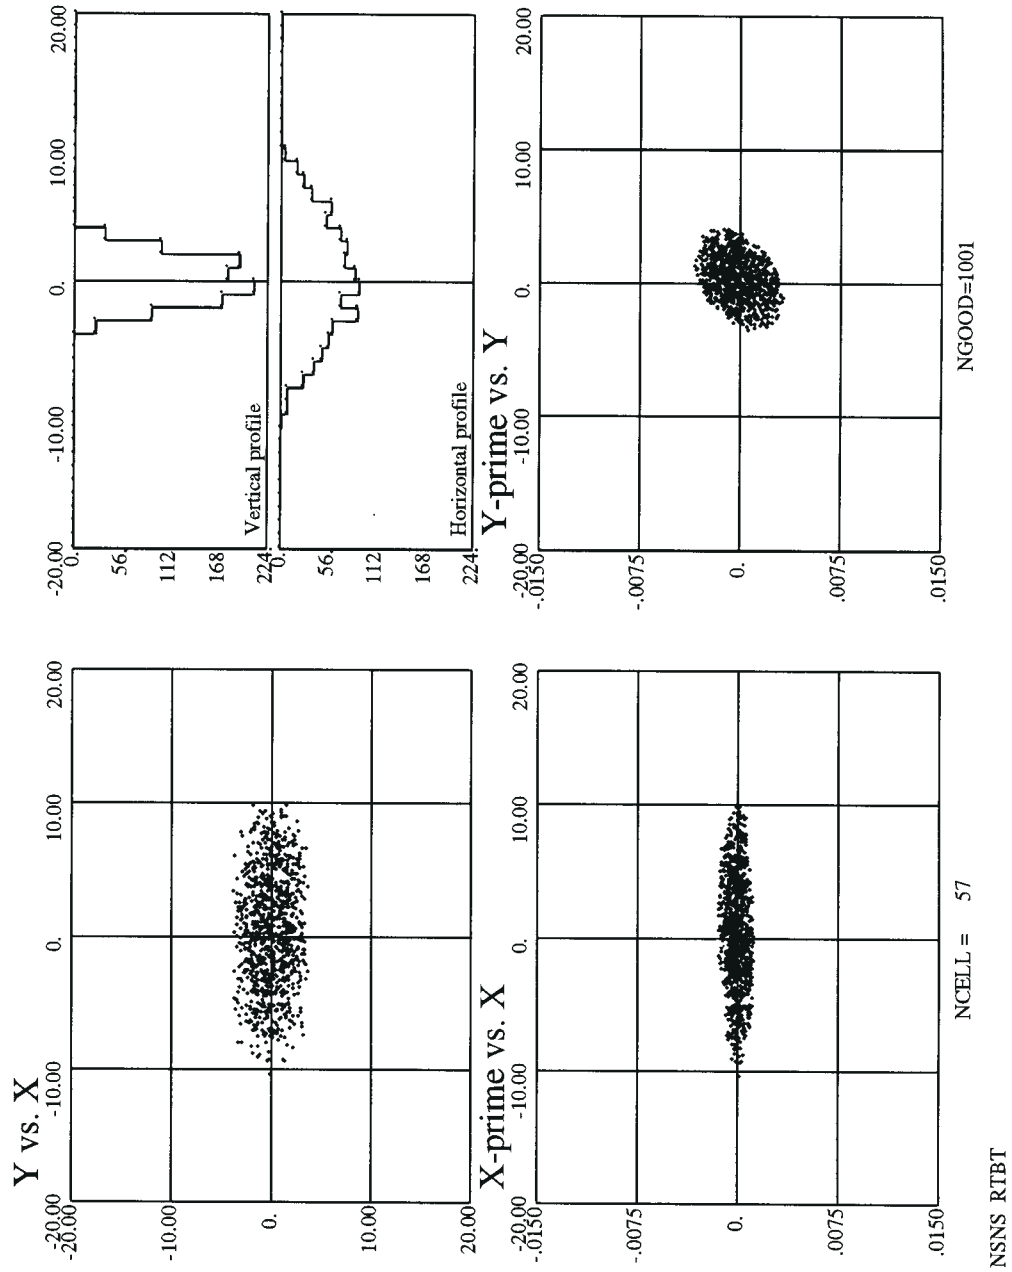 Y vs. X
-20.00 -10.00 0. 10.00 20.00
-20.00
-10.00
0.
10.00
20.00
-20.00 -10.00 0. 10.00 20.00
0.
56.
112
168
224.
Vertical profile
0.
56.
112
168
224.
Horizontal profile
X-prime vs. X
-20.00 -10.00 0. 10.00 20.00
-.0150
-.0075
0.
.0075
.0150
Y-prime vs. Y
-20.00 -10.00 0. 10.00 20.00
-.0150
-.0075
0.
.0075
.0150
NCELL = 57
NGOOD=1001
NSNS RTBT